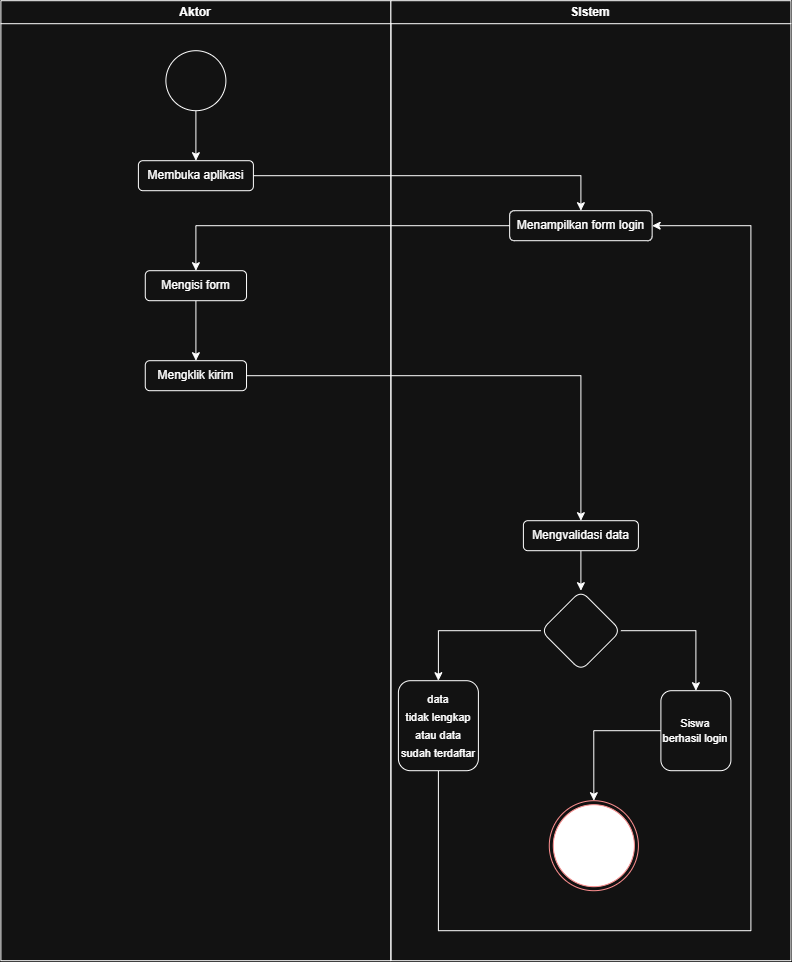 Aktor
SIstem
Membuka aplikasi
Menampilkan form login
Mengisi form
Mengklik kirim
Mengvalidasi data
data
tidak lengkap
atau data
sudah terdaftar
Siswa
berhasil login